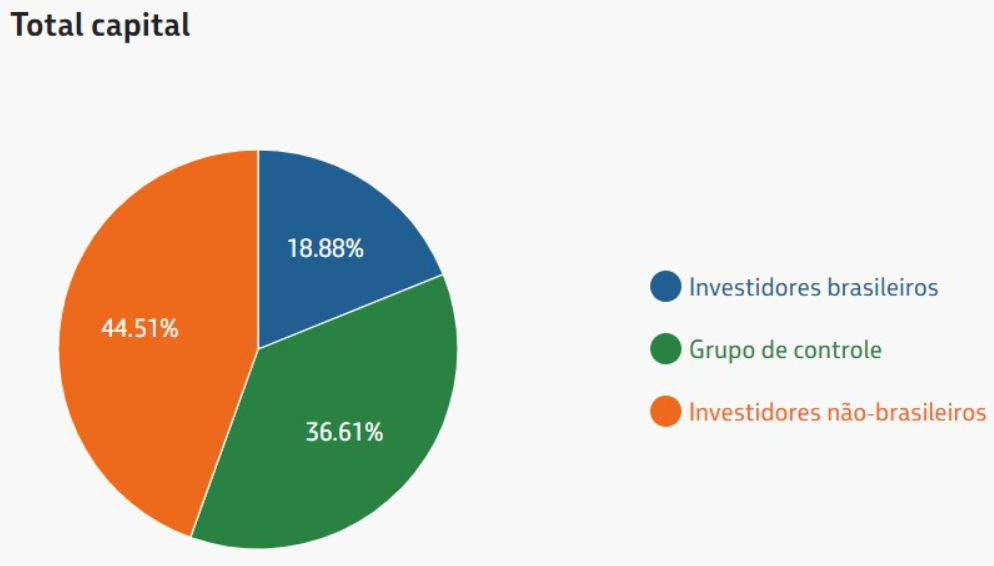 Total capital
18.88%
44.51%
36.61%
Investidores brasileiros
Grupo de controle
Investidores não-brasileiros